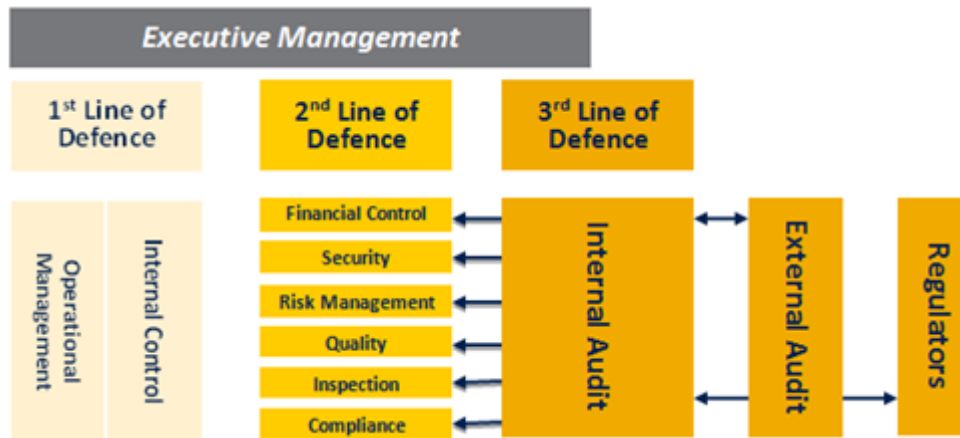 Executive Management
1st Line of
Defence
2nd Line of
Defence
3rd Line of
Defence
Operational
Management
Internal Control
Financial Control
Security
Risk Management
Quality
Inspection
Compliance
Internal Audit
External Audit
Regulators